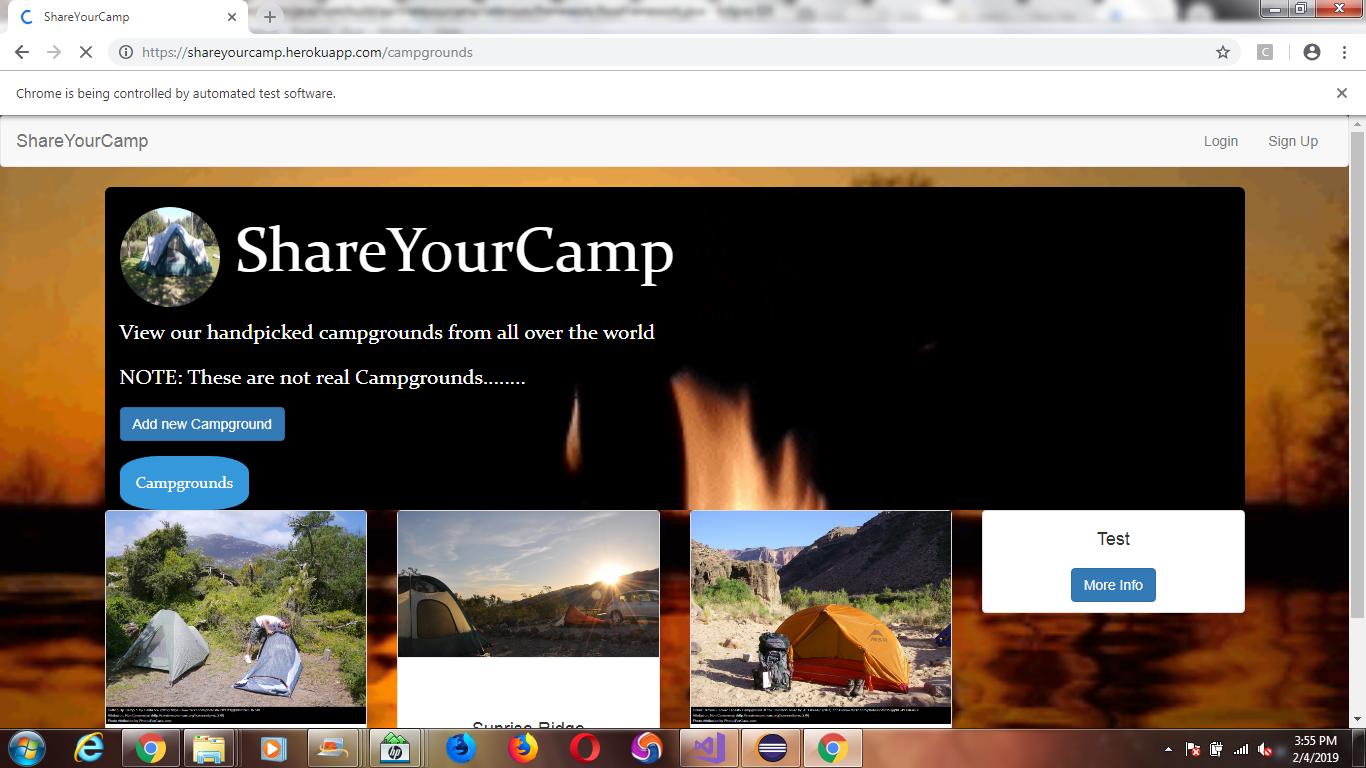 ShareYourCamp
https://shareyourcamp.herokuapp.com/campgrounds
C
Chrome is being controlled by automated test software.
ShareYourCamp
Login
Sign Up
ShareYourCamp
View our handpicked campgrounds from all over the world
NOTE: These are not real Campgrounds........
Add new Campground
Campgrounds
Test
More Info
Sunrise Ridge
hp
3:55 PM
2/4/2019